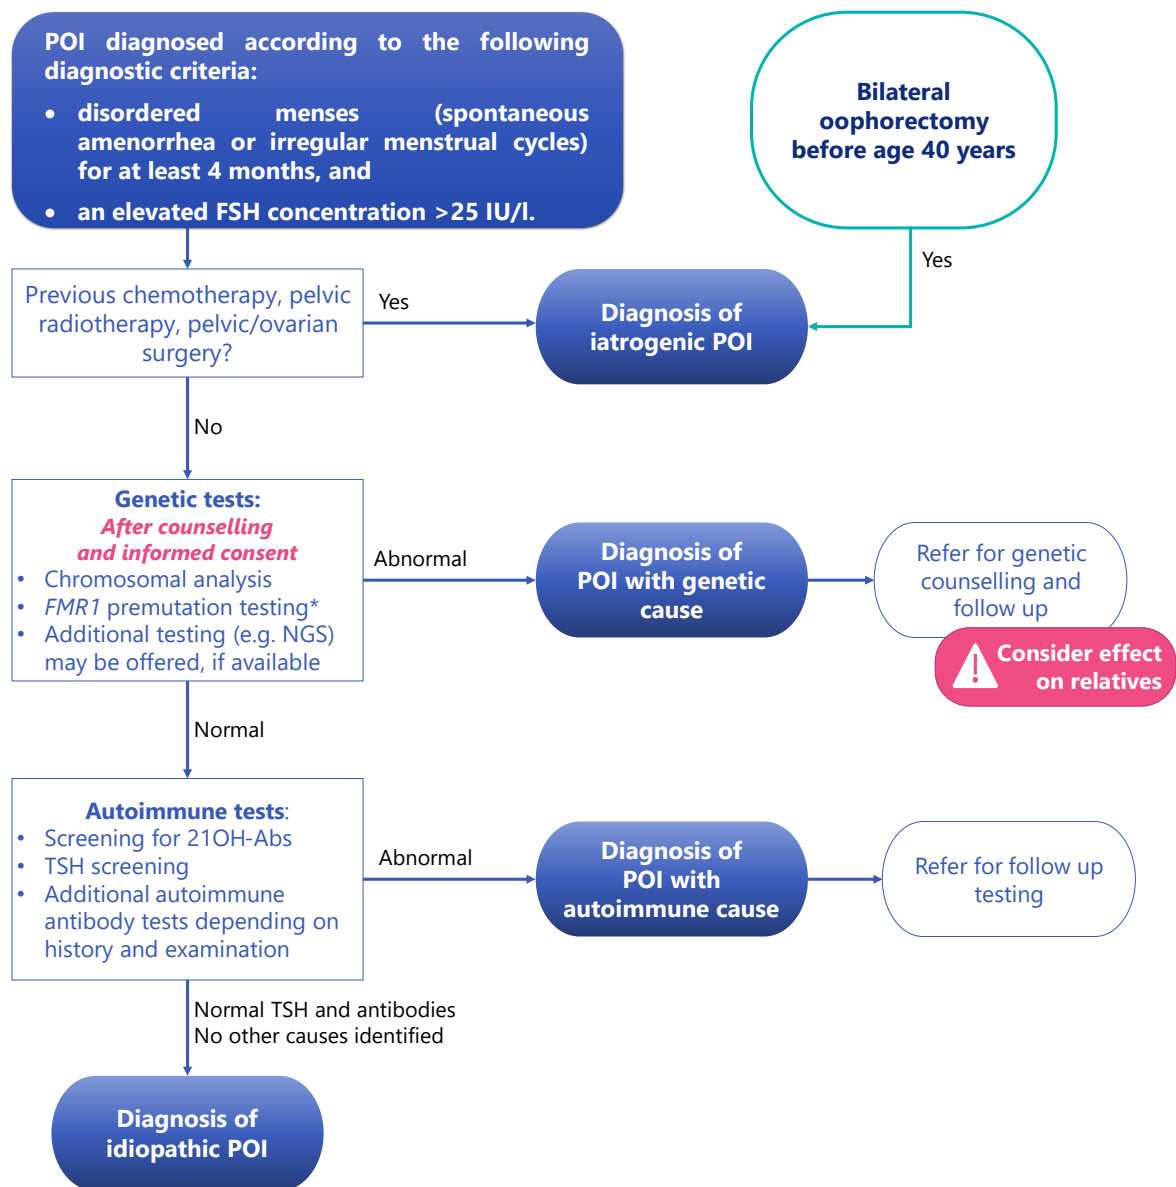 POI diagnosed according to the following
diagnostic criteria:
• disordered menses (spontaneous
amenorrhea or irregular menstrual cycles)
for at least 4 months, and
• an elevated FSH concentration >25 IU/l.
Bilateral
oophorectomy
before age 40 years
Yes
Previous chemotherapy, pelvic
radiotherapy, pelvic/ovarian
surgery?
Yes
Diagnosis of
iatrogenic POI
No
Genetic tests:
After counselling
and informed consent
• Chromosomal analysis
• FMR1 premutation testing*
• Additional testing (e.g. NGS)
may be offered, if available
Abnormal
Diagnosis of
POI with genetic
cause
Refer for genetic
counselling and
follow up
Consider effect
on relatives
Normal
Autoimmune tests:
• Screening for 21OH-Abs
• TSH screening
• Additional autoimmune
antibody tests depending on
history and examination
Abnormal
Diagnosis of
POI with
autoimmune cause
Refer for follow up
testing
Normal TSH and antibodies
No other causes identified
Diagnosis of
idiopathic POI